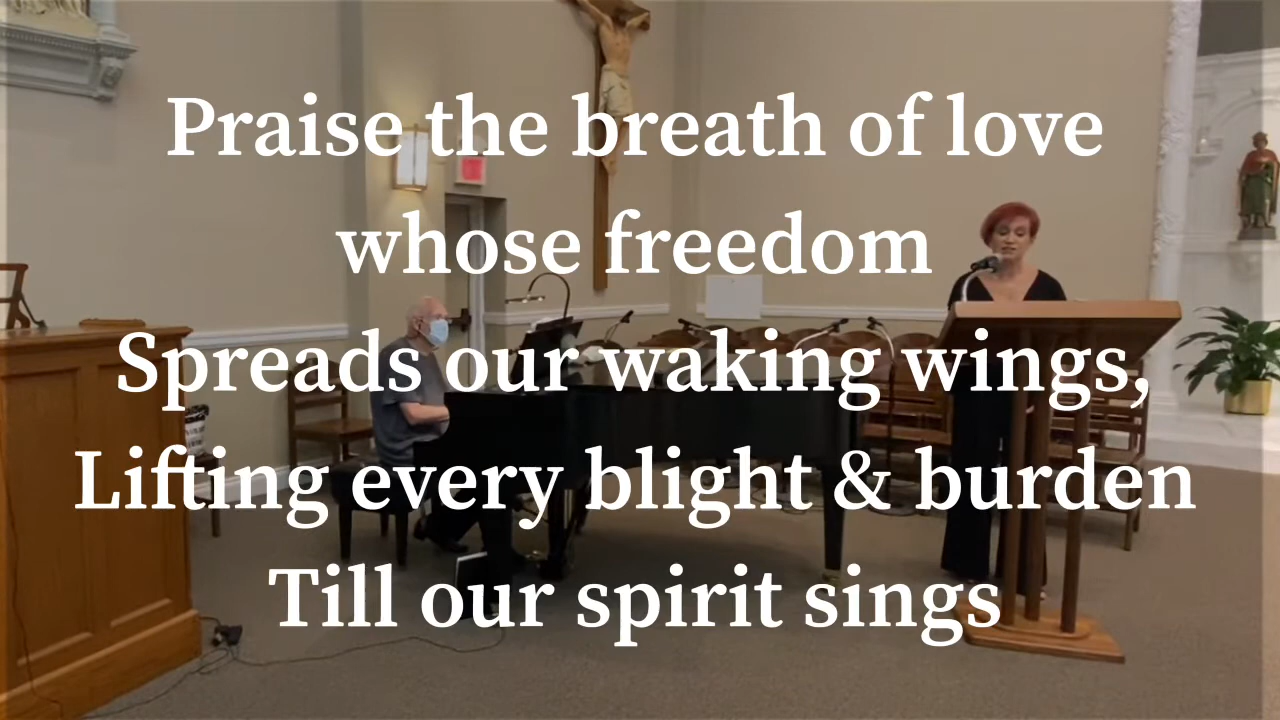 Praise the breath of love
whose freedom
Spreads our waking wings,
Lifting every blight & burden
Till our spirit sings